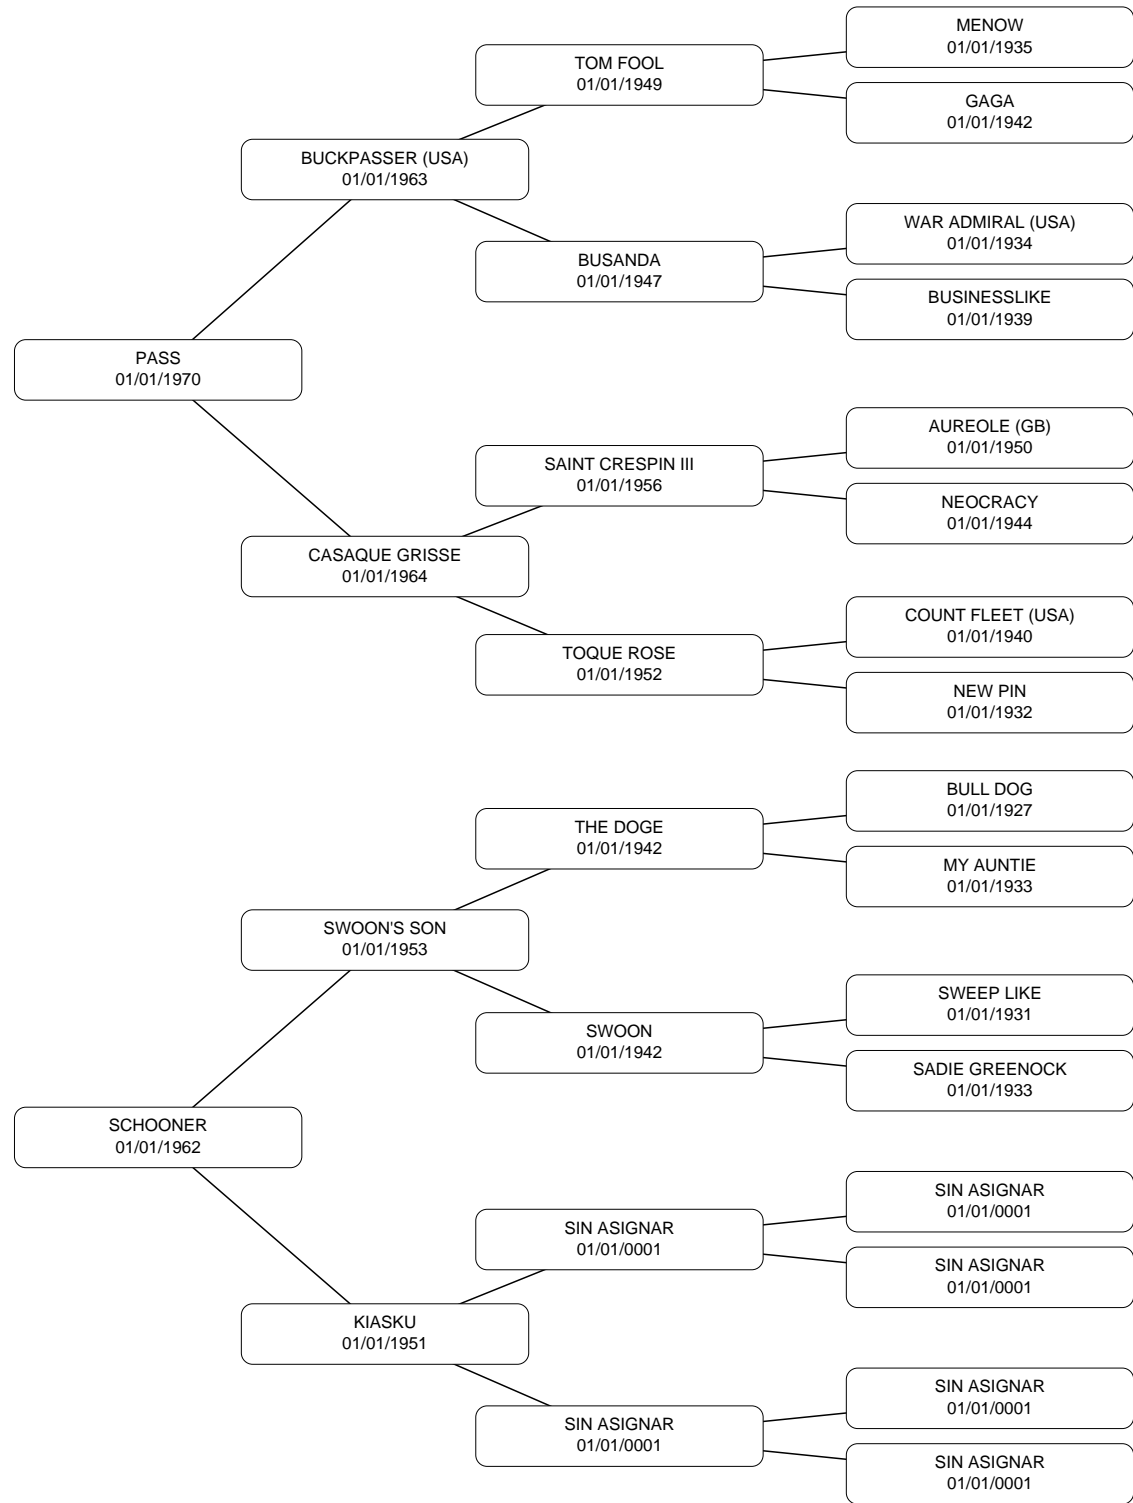 MENOW
01/01/1935
TOM FOOL
01/01/1949
GAGA
01/01/1942
BUCKPASSER (USA)
01/01/1963
WAR ADMIRAL (USA)
01/01/1934
BUSANDA
01/01/1947
BUSINESSLIKE
01/01/1939
PASS
01/01/1970
AUREOLE (GB)
01/01/1950
SAINT CRESPIN III
01/01/1956
NEOCRACY
01/01/1944
CASAQUE GRISSE
01/01/1964
COUNT FLEET (USA)
01/01/1940
TOQUE ROSE
01/01/1952
NEW PIN
01/01/1932
BULL DOG
01/01/1927
THE DOGE
01/01/1942
MY AUNTIE
01/01/1933
SWOON'S SON
01/01/1953
SWEEP LIKE
01/01/1931
SWOON
01/01/1942
SADIE GREENOCK
01/01/1933
SCHOONER
01/01/1962
SIN ASIGNAR
01/01/0001
SIN ASIGNAR
01/01/0001
SIN ASIGNAR
01/01/0001
KIASKU
01/01/1951
SIN ASIGNAR
01/01/0001
SIN ASIGNAR
01/01/0001
SIN ASIGNAR
01/01/0001